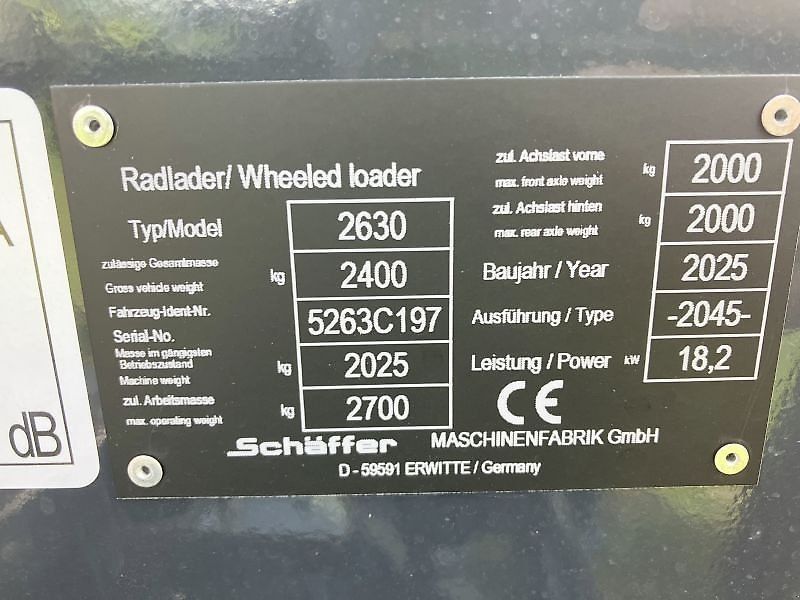 A
dB
Radlader/ Wheeled loader
Typ/Model 2630
zulässige Gesamtmasse
Gross vehicle weight kg 2400
Fahrzeug-Ident-Nr.
Serial-No. 5263C197
Masse im gängigsten
Betriebszustand
Machine weight kg 2025
zul. Arbeitsmasse
max. operating weight kg 2700
zul. Achslast vorne
max. front axle weight kg 2000
zul. Achslast hinten
max. rear axle weight kg 2000
Baujahr / Year 2025
Ausführung / Type -2045-
Leistung / Power kW 18,2
CE
Schäffer MASCHINENFABRIK GmbH
D - 59591 ERWITTE / Germany